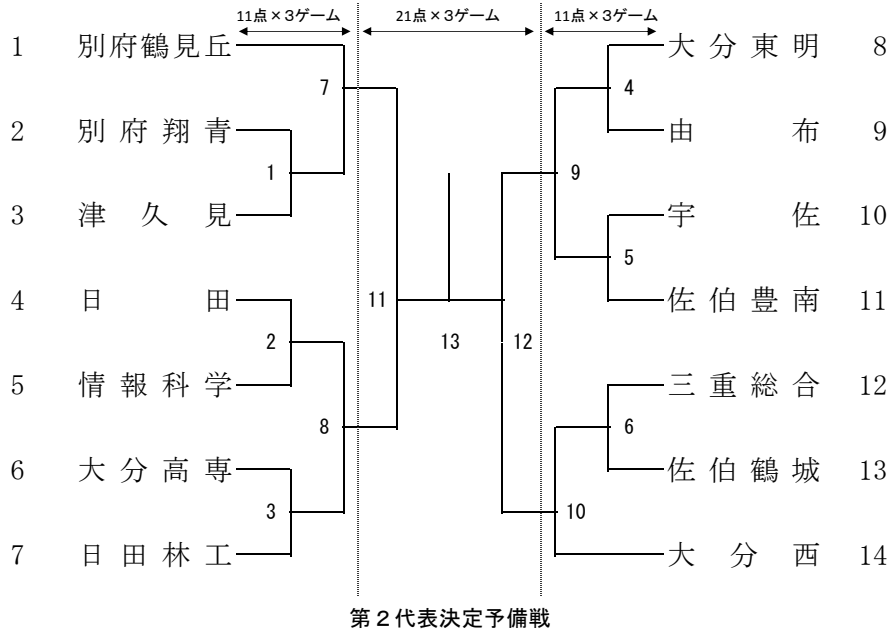 11点×3ゲーム 21点×3ゲーム 11点×3ゲーム
1 別府鶴見丘 大分東明 8
7 4
2 別府翔青 由布 9
1 9
3 津久見 宇佐 10
5
4 日田 11 佐伯豊南 11
2 13 12
5 情報科学 三重総合 12
8 6
6 大分高専 佐伯鶴城 13
3 10
7 日田林工 大分西 14
第2代表決定予備戦